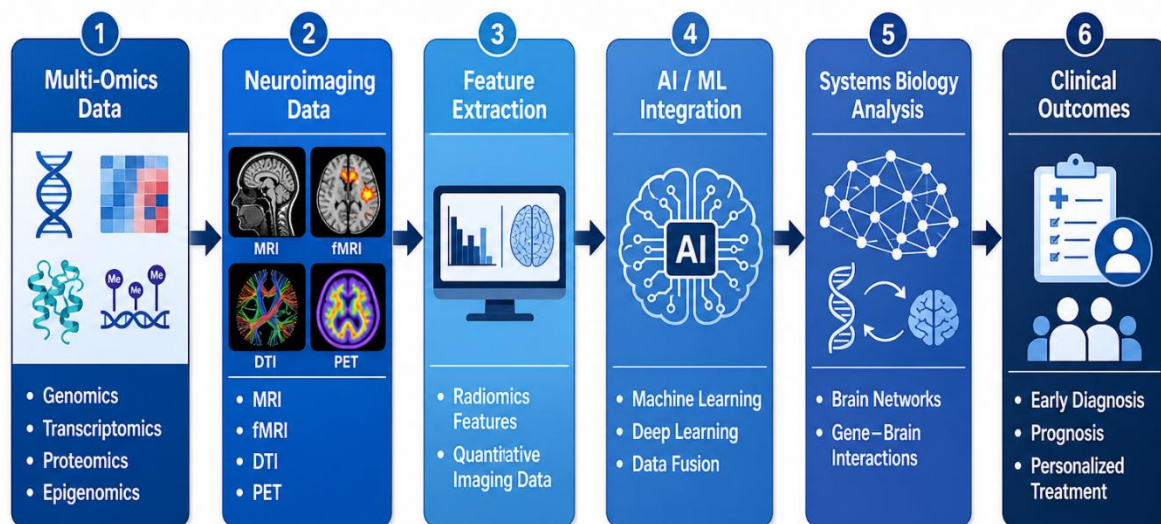 1
Multi-Omics
Data
Me
Me
Me
• Genomics
• Transcriptomics
• Proteomics
• Epigenomics
2
Neuroimaging
Data
MRI
fMRI
DTI
PET
• MRI
• fMRI
• DTI
• PET
3
Feature
Extraction
• Radiomics
Features
• Quantitative
Imaging Data
4
AI / ML
Integration
AI
• Machine Learning
• Deep Learning
• Data Fusion
5
Systems Biology
Analysis
• Brain Networks
• Gene–Brain
Interactions
6
Clinical
Outcomes
• Early Diagnosis
• Prognosis
• Personalized
Treatment